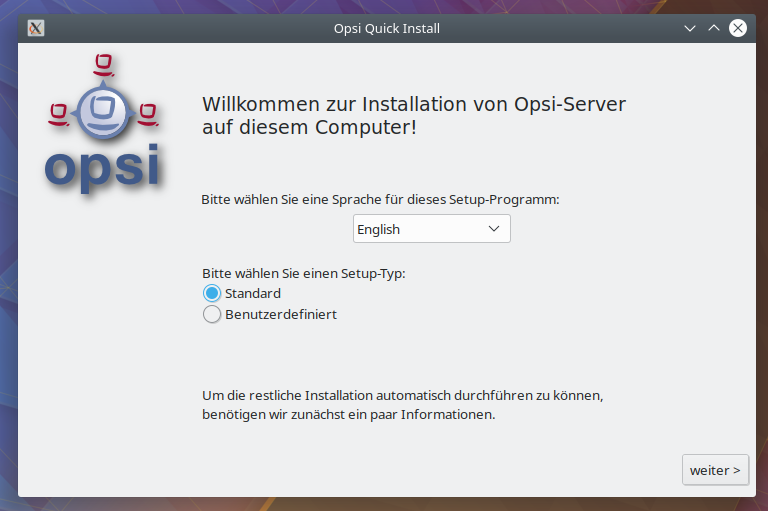 Opsi Quick Install
opsi
Willkommen zur Installation von Opsi-Server
auf diesem Computer!
Bitte wählen Sie eine Sprache für dieses Setup-Programm:
English
Bitte wählen Sie einen Setup-Typ:
Standard
Benutzerdefiniert
Um die restliche Installation automatisch durchführen zu können,
benötigen wir zunächst ein paar Informationen.
weiter >